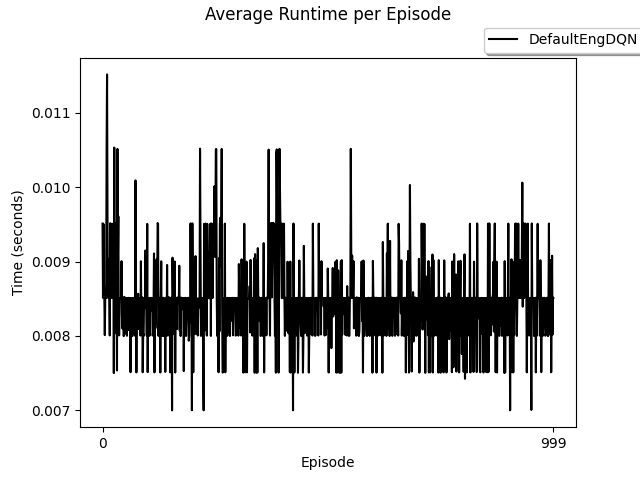 Average Runtime per Episode
DefaultEngDQN
0.011
0.010
0.009
0.008
0.007
Time (seconds)
0
999
Episode